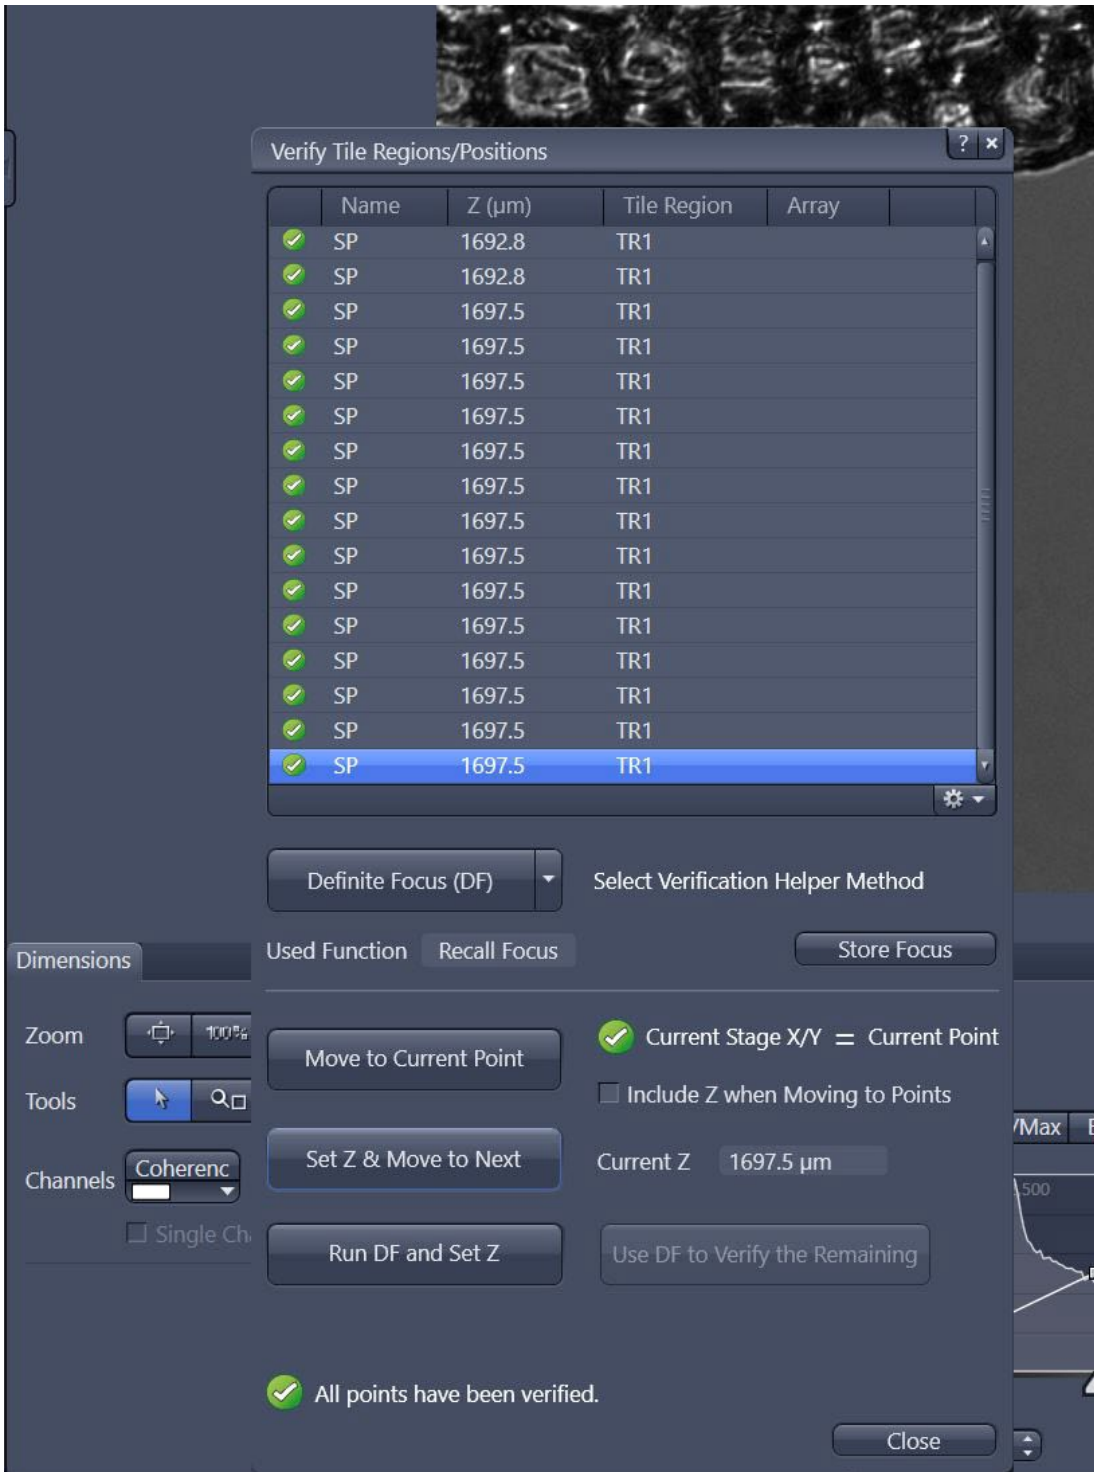 Verify Tile Regions/Positions ?
Name Z (μm) Tile Region Array
SP 1692.8 TR1
SP 1692.8 TR1
SP 1697.5 TR1
SP 1697.5 TR1
SP 1697.5 TR1
SP 1697.5 TR1
SP 1697.5 TR1
SP 1697.5 TR1
SP 1697.5 TR1
SP 1697.5 TR1
SP 1697.5 TR1
SP 1697.5 TR1
SP 1697.5 TR1
SP 1697.5 TR1
SP 1697.5 TR1
SP 1697.5 TR1
Definite Focus (DF) Select Verification Helper Method
Used Function Recall Focus Store Focus
Dimensions
Zoom 100%
Move to Current Point Current Stage X/Y = Current Point
Tools
Include Z when Moving to Points
/Max
Set Z & Move to Next Current Z 1697.5 μm
Channels Coherenc
500
Single Ch
Run DF and Set Z Use DF to Verify the Remaining
All points have been verified.
Close